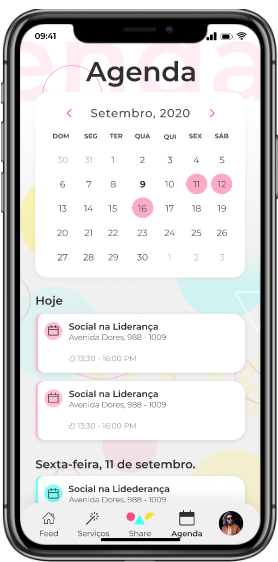 09:41
Agenda
Setembro, 2020
DOM SEG TER QUA QUI SEX SÁB
30 31 1 2 3 4 5
6 7 8 9 10 11 12
13 14 15 16 17 18 19
20 21 22 23 24 25 26
27 28 29 30 1 2 3
Hoje
Social na Liderança
Avenida Dores, 988 - 1009
13:30 - 16:00 PM
Social na Liderança
Avenida Dores, 988 - 1009
13:30 - 16:00 PM
Sexta-feira, 11 de setembro.
Social na Lidederança
Avenida Dores, 988 - 1009
Feed Serviços Share Agenda